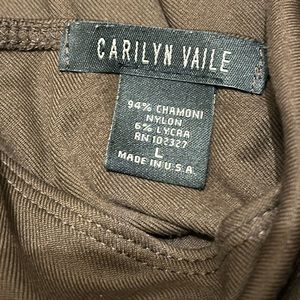 CARILYN VAILE
94% CHAMONI
NYLON
6% LYCRA
RN 102327
L
MADE IN U.S.A.